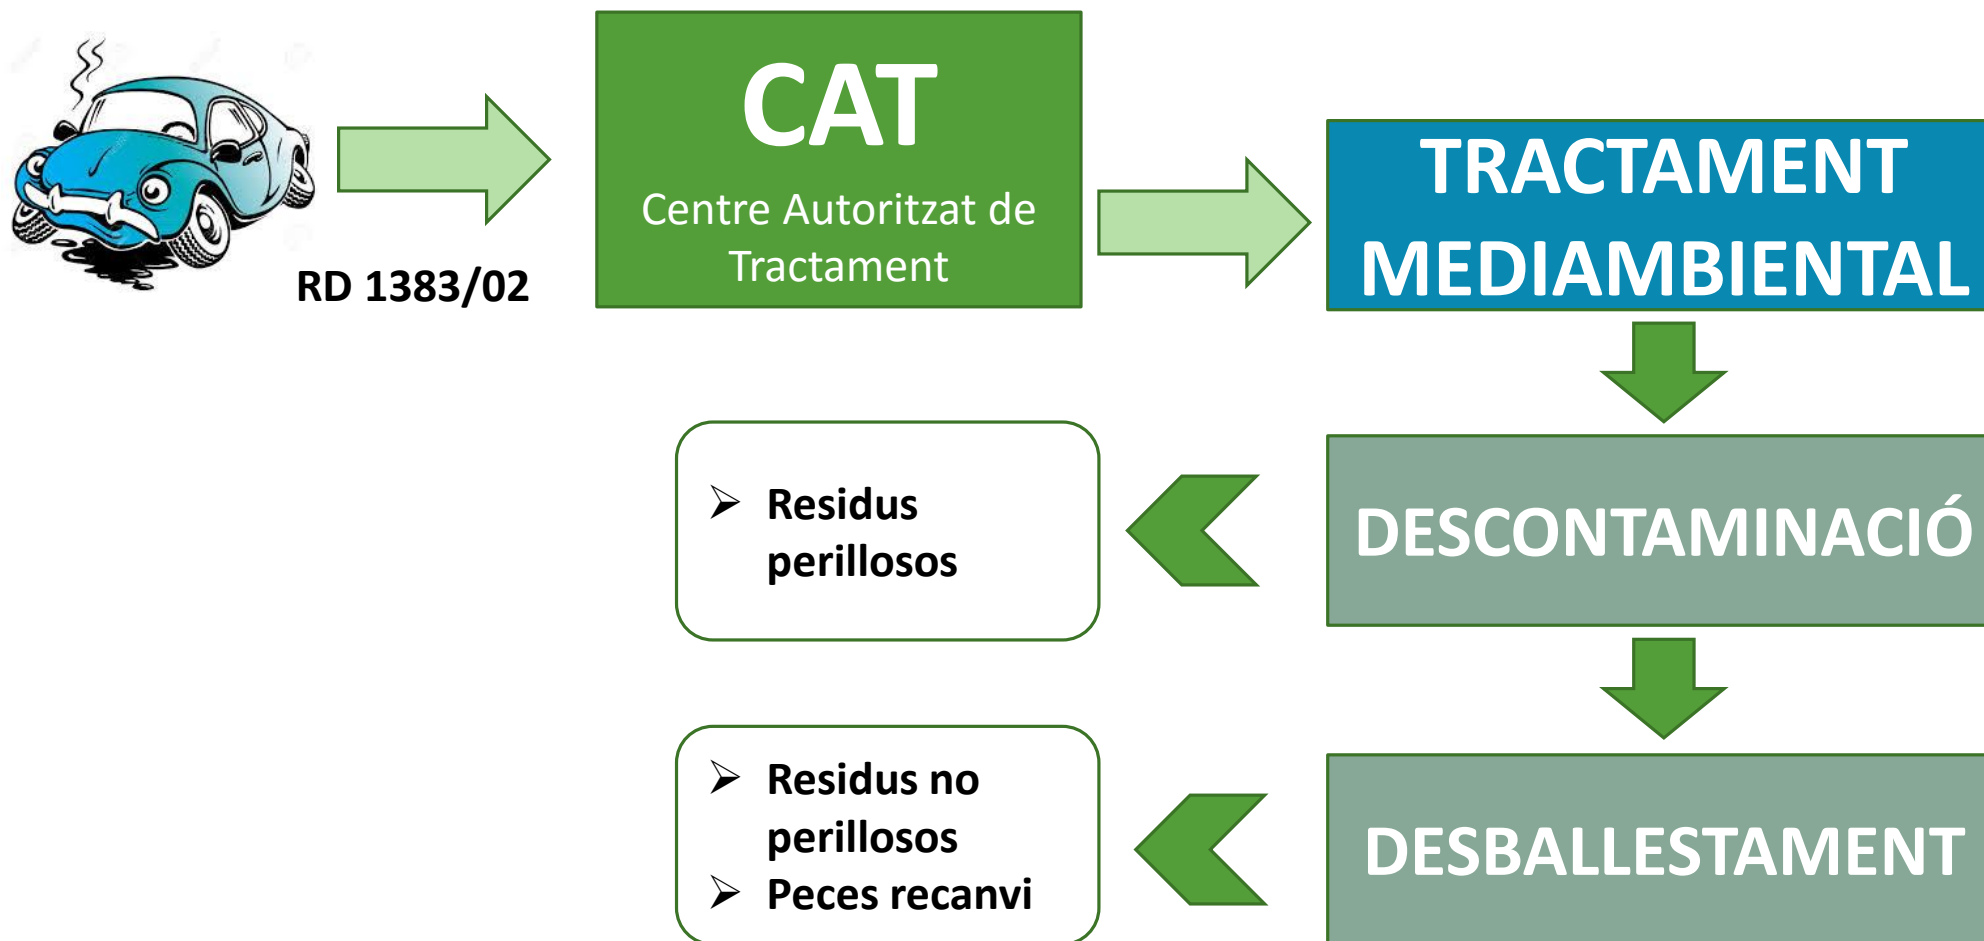 CAT
Centre Autoritzat de
Tractament
RD 1383/02
TRACTAMENT
MEDIAMBIENTAL
➢ Residus
perillosos
DESCONTAMINACIÓ
➢ Residus no
perillosos
➢ Peces recanvi
DESBALLESTAMENT